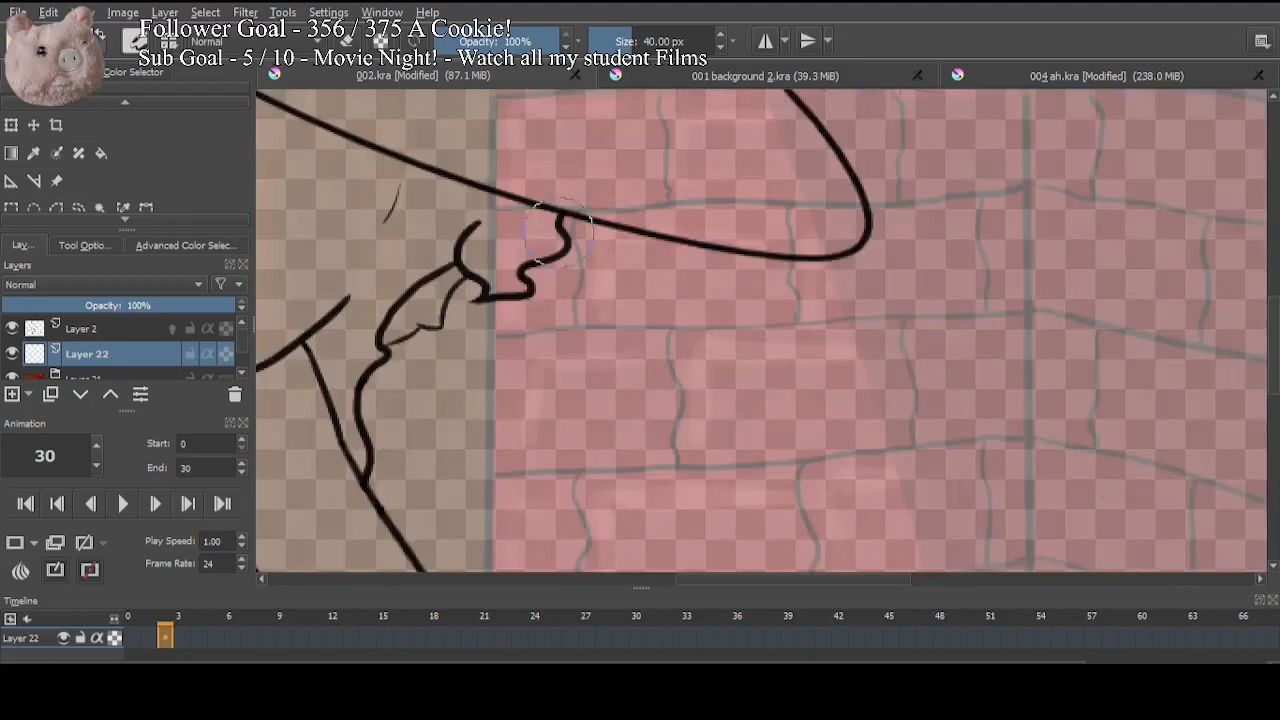 File Edit Image Layer Select Filter Tools Settings Window Help
Follower Goal - 356 / 375 A Cookie!
Normal Opacity: 100% Size: 40.00 px
Sub Goal - 5 / 10 - Movie Night! - Watch all my student Films
Color Selector
002.kra [Modified] (87.1 MiB) 001 background 2.kra (39.3 MiB) 004 ah.kra [Modified] (238.0 MiB)
Lay... Tool Optio... Advanced Color Selec...
Layers
Normal
Opacity: 100%
Layer 2
Layer 22
Animation
30 Start: 0
End: 30
Play Speed: 1.00
Frame Rate: 24
Timeline
0 3 6 9 12 15 18 21 24 27 30 33 36 39 42 45 48 51 54 57 60 63 66
Layer 22